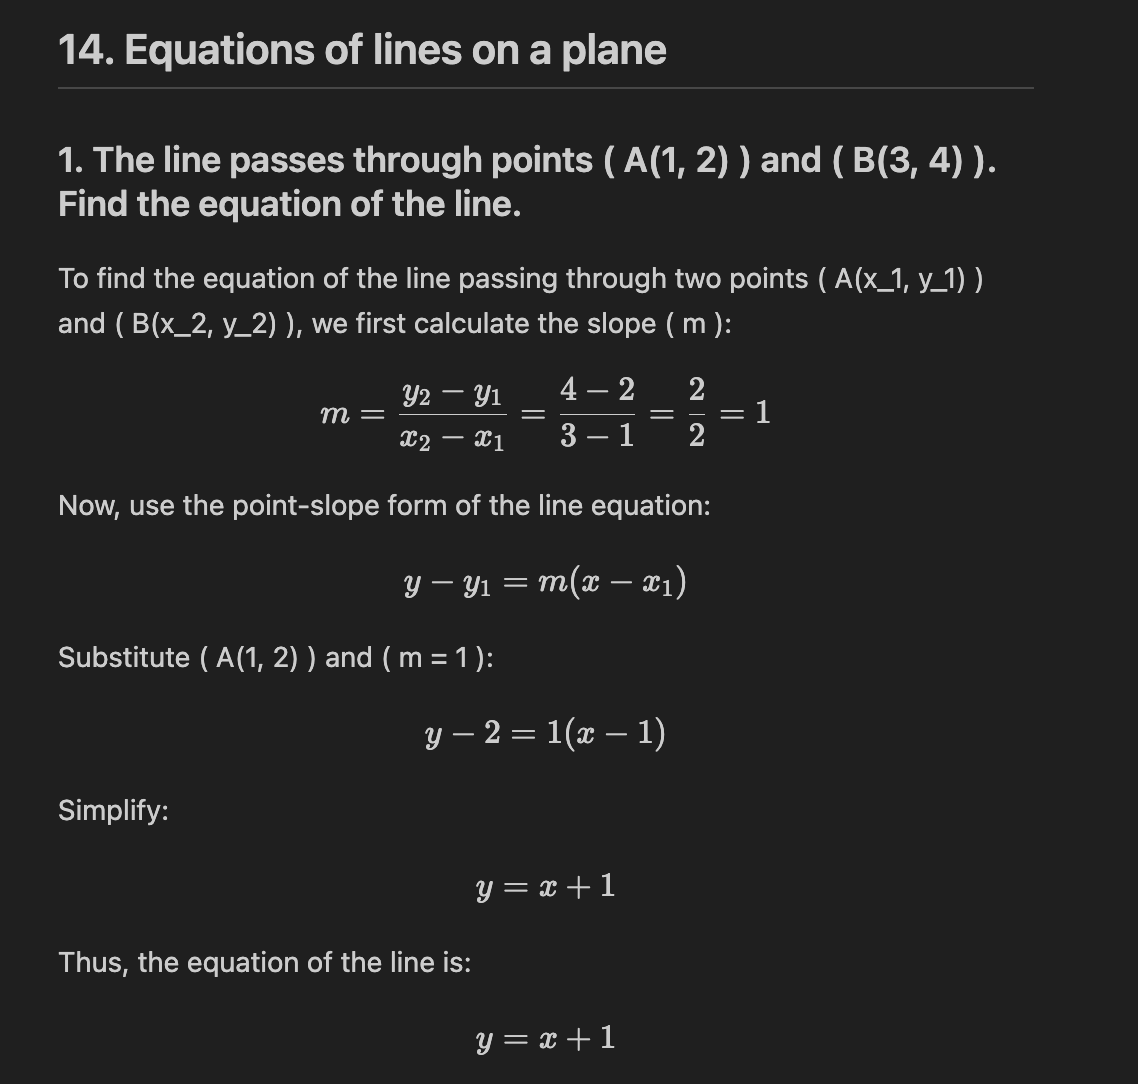 14. Equations of lines on a plane
1. The line passes through points ( A(1, 2) ) and ( B(3, 4) ).
Find the equation of the line.
To find the equation of the line passing through two points ( A(x_1, y_1) )
and ( B(x_2, y_2) ), we first calculate the slope ( m ):
m = \frac{y_2 - y_1}{x_2 - x_1} = \frac{4 - 2}{3 - 1} = \frac{2}{2} = 1
Now, use the point-slope form of the line equation:
y − y₁ = m(x − x₁)
Substitute ( A(1, 2) ) and ( m = 1 ):
y − 2 = 1(x − 1)
Simplify:
y = x + 1
Thus, the equation of the line is:
y = x + 1